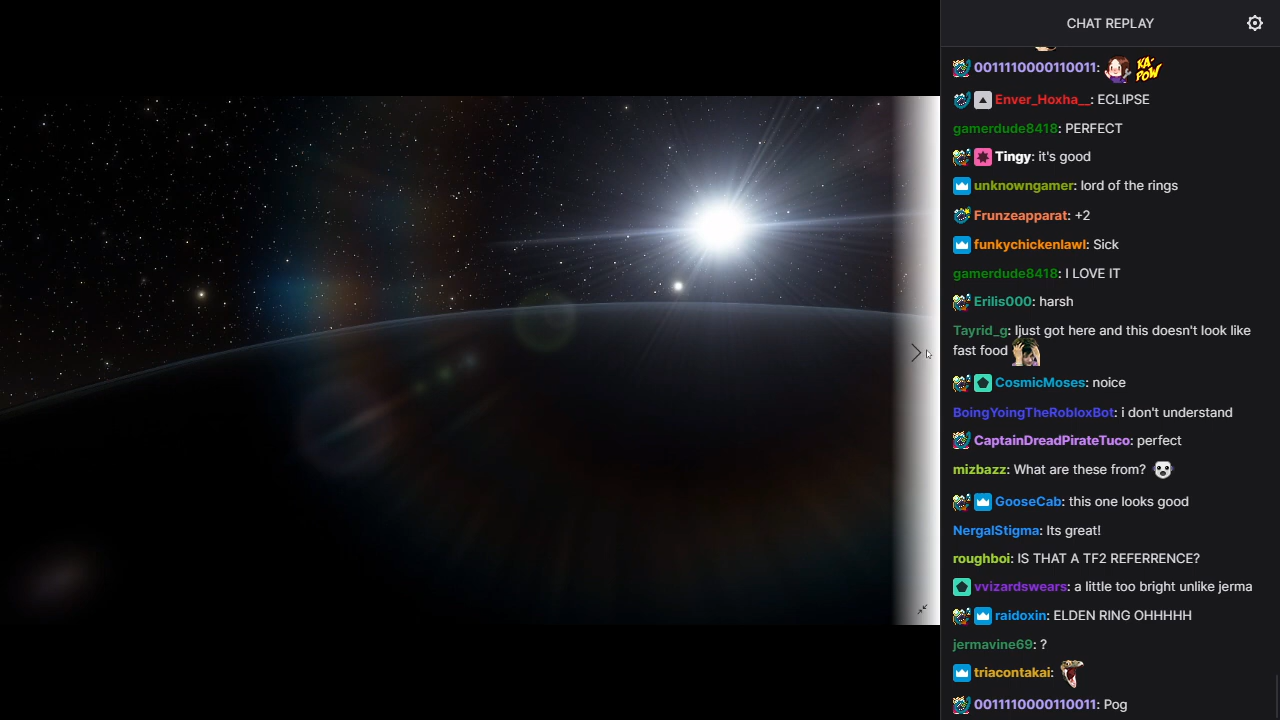 CHAT REPLAY
0011110000110011: KA-POW
Enver_Hoxha__: ECLIPSE
gamerdude8418: PERFECT
Tingy: it's good
unknowngamer: lord of the rings
Frunzeapparat: +2
funkychickenlawl: Sick
gamerdude8418: I LOVE IT
Erilis000: harsh
Tayrid_g: Ijust got here and this doesn't look like
fast food
CosmicMoses: noice
BoingYoingTheRobloxBot: i don't understand
CaptainDreadPirateTuco: perfect
mizbazz: What are these from?
GooseCab: this one looks good
NergalStigma: Its great!
roughboi: IS THAT A TF2 REFERRENCE?
vvizardswears: a little too bright unlike jerma
raidoxin: ELDEN RING OHHHHH
jermavine69: ?
triacontakai:
0011110000110011: Pog